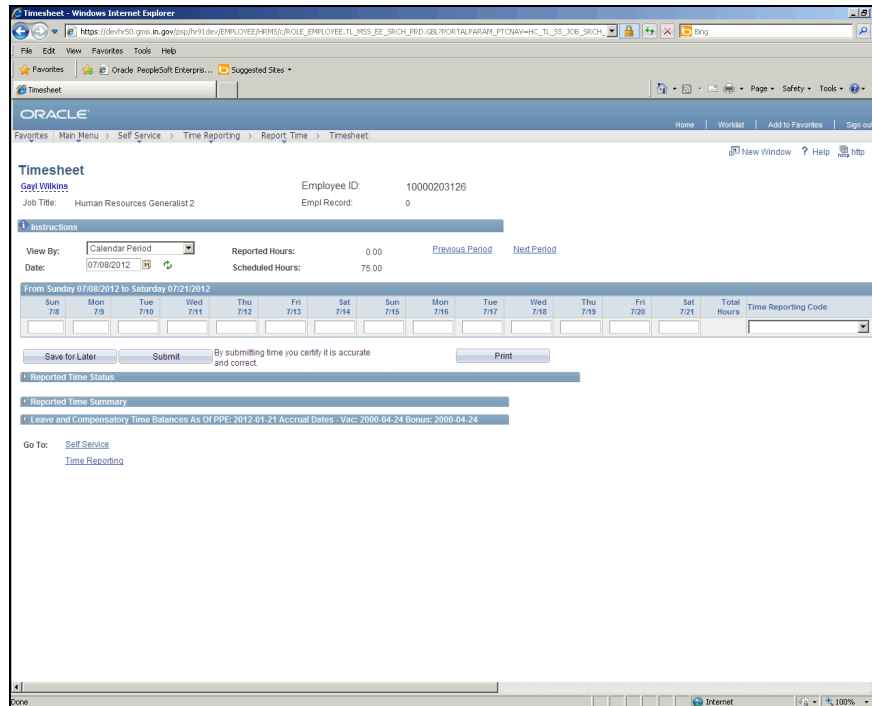 Timesheet - Windows Internet Explorer
https://devhr50.gmis.in.gov/psp/hr91dev/EMPLOYEE/HRMS/c/ROLE_EMPLOYEE.TL_MSS_EE_SRCH_PRD.GBL?PORTALPARAM_PTCNAV=HC_TL_SS_JOB_SRCH_
Bing
File Edit View Favorites Tools Help
Favorites Oracle PeopleSoft Enterpris... Suggested Sites
Timesheet Page Safety Tools
ORACLE
Home | Worklist | Add to Favorites | Sign out
Favorites Main Menu > Self Service > Time Reporting > Report Time > Timesheet
New Window ? Help http
Timesheet
Gayl Wilkins Employee ID: 10000203126
Job Title: Human Resources Generalist 2 Empl Record: 0
Instructions
View By: Calendar Period Reported Hours: 0.00 Previous Period Next Period
Date: 07/08/2012 Scheduled Hours: 75.00
From Sunday 07/08/2012 to Saturday 07/21/2012
Sun Mon Tue Wed Thu Fri Sat Sun Mon Tue Wed Thu Fri Sat Total Time Reporting Code
7/8 7/9 7/10 7/11 7/12 7/13 7/14 7/15 7/16 7/17 7/18 7/19 7/20 7/21 Hours
Save for Later Submit By submitting time you certify it is accurate Print
and correct.
Reported Time Status
Reported Time Summary
Leave and Compensatory Time Balances As Of PPE: 2012-01-21 Accrual Dates - Vac: 2000-04-24 Bonus: 2000-04-24
Go To: Self Service
Time Reporting
Done Internet 100%